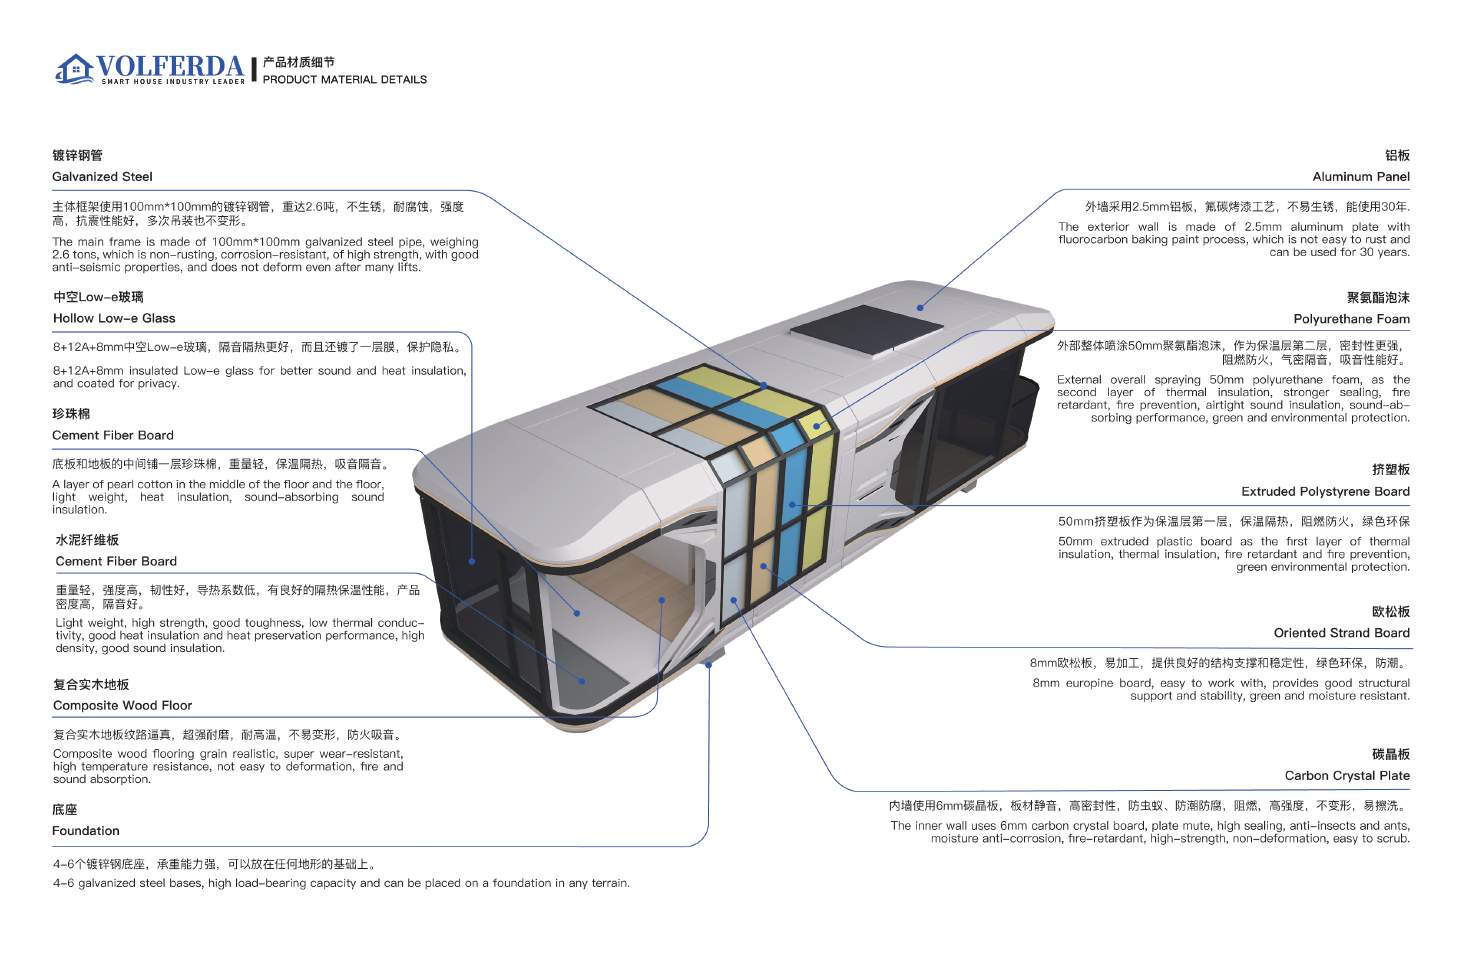 VOLFERDA
SMART HOUSE INDUSTRY LEADER
产品材质细节
PRODUCT MATERIAL DETAILS
镀锌钢管
Galvanized Steel
主体框架使用100mm*100mm的镀锌钢管，重达2.6吨，不生锈，耐腐蚀，强度
高，抗震性能好，多次吊装也不变形。
The main frame is made of 100mm*100mm galvanized steel pipe, weighing
2.6 tons, which is non-rusting, corrosion-resistant, of high strength, with good
anti-seismic properties, and does not deform even after many lifts.
中空Low-e玻璃
Hollow Low-e Glass
8+12A+8mm中空Low-e玻璃，隔音隔热更好，而且还镀了一层膜，保护隐私。
8+12A+8mm insulated Low-e glass for better sound and heat insulation,
and coated for privacy.
珍珠棉
Cement Fiber Board
底板和地板的中间铺一层珍珠棉，重量轻，保温隔热，吸音隔音。
A layer of pearl cotton in the middle of the floor and the floor,
light weight, heat insulation, sound-absorbing sound
insulation.
水泥纤维板
Cement Fiber Board
重量轻，强度高，韧性好，导热系数低，有良好的隔热保温性能，产品
密度高，隔音好。
Light weight, high strength, good toughness, low thermal conduc-
tivity, good heat insulation and heat preservation performance, high
density, good sound insulation.
复合实木地板
Composite Wood Floor
复合实木地板纹路逼真，超强耐磨，耐高温，不易变形，防火吸音。
Composite wood flooring grain realistic, super wear-resistant,
high temperature resistance, not easy to deformation, fire and
sound absorption.
底座
Foundation
4-6个镀锌钢底座，承重能力强，可以放在任何地形的基础上。
4-6 galvanized steel bases, high load-bearing capacity and can be placed on a foundation in any terrain.
铝板
Aluminum Panel
外墙采用2.5mm铝板，氟碳烤漆工艺，不易生锈，能使用30年.
The exterior wall is made of 2.5mm aluminum plate with
fluorocarbon baking paint process, which is not easy to rust and
can be used for 30 years.
聚氨酯泡沫
Polyurethane Foam
外部整体喷涂50mm聚氨酯泡沫，作为保温层第二层，密封性更强，
阻燃防火，气密隔音，吸音性能好。
External overall spraying 50mm polyurethane foam, as the
second layer of thermal insulation, stronger sealing, fire
retardant, fire prevention, airtight sound insulation, sound-ab-
sorbing performance, green and environmental protection.
挤塑板
Extruded Polystyrene Board
50mm挤塑板作为保温层第一层，保温隔热，阻燃防火，绿色环保
50mm extruded plastic board as the first layer of thermal
insulation, thermal insulation, fire retardant and fire prevention,
green environmental protection.
欧松板
Oriented Strand Board
8mm欧松板，易加工，提供良好的结构支撑和稳定性，绿色环保，防潮。
8mm europine board, easy to work with, provides good structural
support and stability, green and moisture resistant.
碳晶板
Carbon Crystal Plate
内墙使用6mm碳晶板，板材静音，高密封性，防虫蚁、防潮防腐，阻燃，高强度，不变形，易擦洗。
The inner wall uses 6mm carbon crystal board, plate mute, high sealing, anti-insects and ants,
moisture anti-corrosion, fire-retardant, high-strength, non-deformation, easy to scrub.